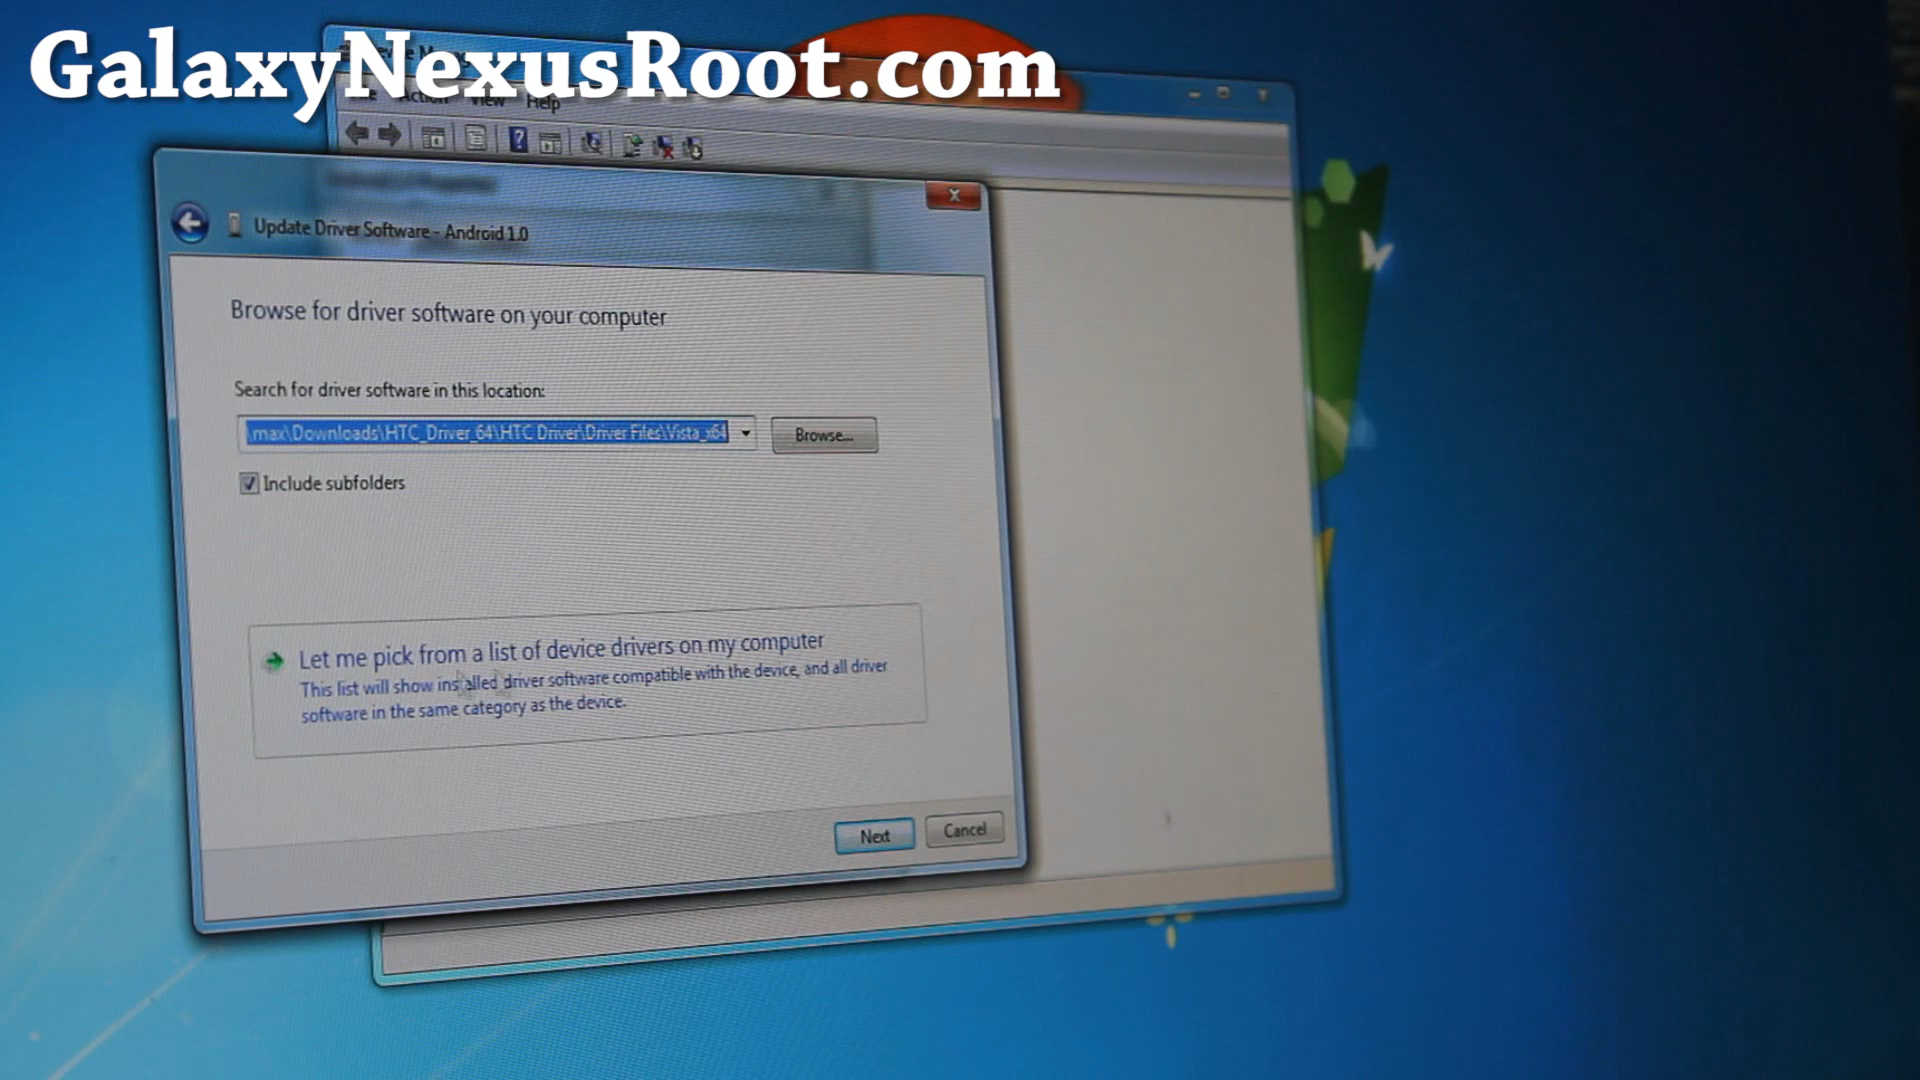 GalaxyNexusRoot.com
Action View Help
Update Driver Software - Android 1.0
Browse for driver software on your computer
Search for driver software in this location:
\max\Downloads\HTC_Driver_64\HTC Driver\Driver Files\Vista_x64
Browse...
Include subfolders
Let me pick from a list of device drivers on my computer
This list will show installed driver software compatible with the device, and all driver
software in the same category as the device.
Next
Cancel